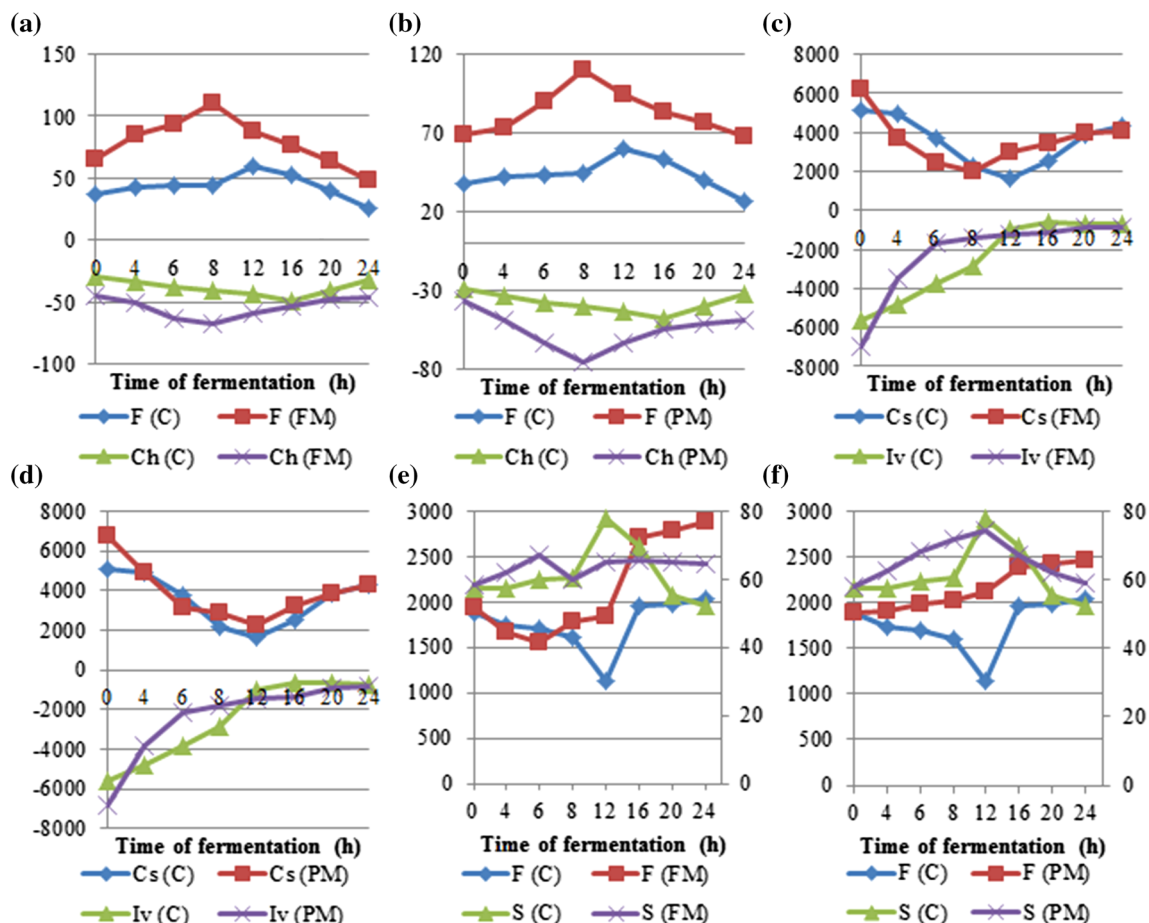 (a)
150
100
50
0
-50
-100
0 4 6 8 12 16 20 24
Time of fermentation (h)
F (C) F (FM)
Ch (C) Ch (FM)
(b)
120
70
20
-30
-80
0 4 6 8 12 16 20 24
Time of fermentation (h)
F (C) F (PM)
Ch (C) Ch (PM)
(c)
8000
6000
4000
2000
0
-2000
-4000
-6000
-8000
0 4 6 8 12 16 20 24
Time of fermentation (h)
Cs (C) Cs (FM)
Iv (C) Iv (FM)
(d)
8000
6000
4000
2000
0
-2000
-4000
-6000
-8000
0 4 6 8 12 16 20 24
Time of fermentation (h)
Cs (C) Cs (PM)
Iv (C) Iv (PM)
(e)
3000
2500
2000
1500
1000
500
0
80
60
40
20
0
0 4 6 8 12 16 20 24
Time of fermentation (h)
F (C) F (FM)
S (C) S (FM)
(f)
3000
2500
2000
1500
1000
500
0
80
60
40
20
0
0 4 6 8 12 16 20 24
Time of fermentation (h)
F (C) F (PM)
S (C) S (PM)